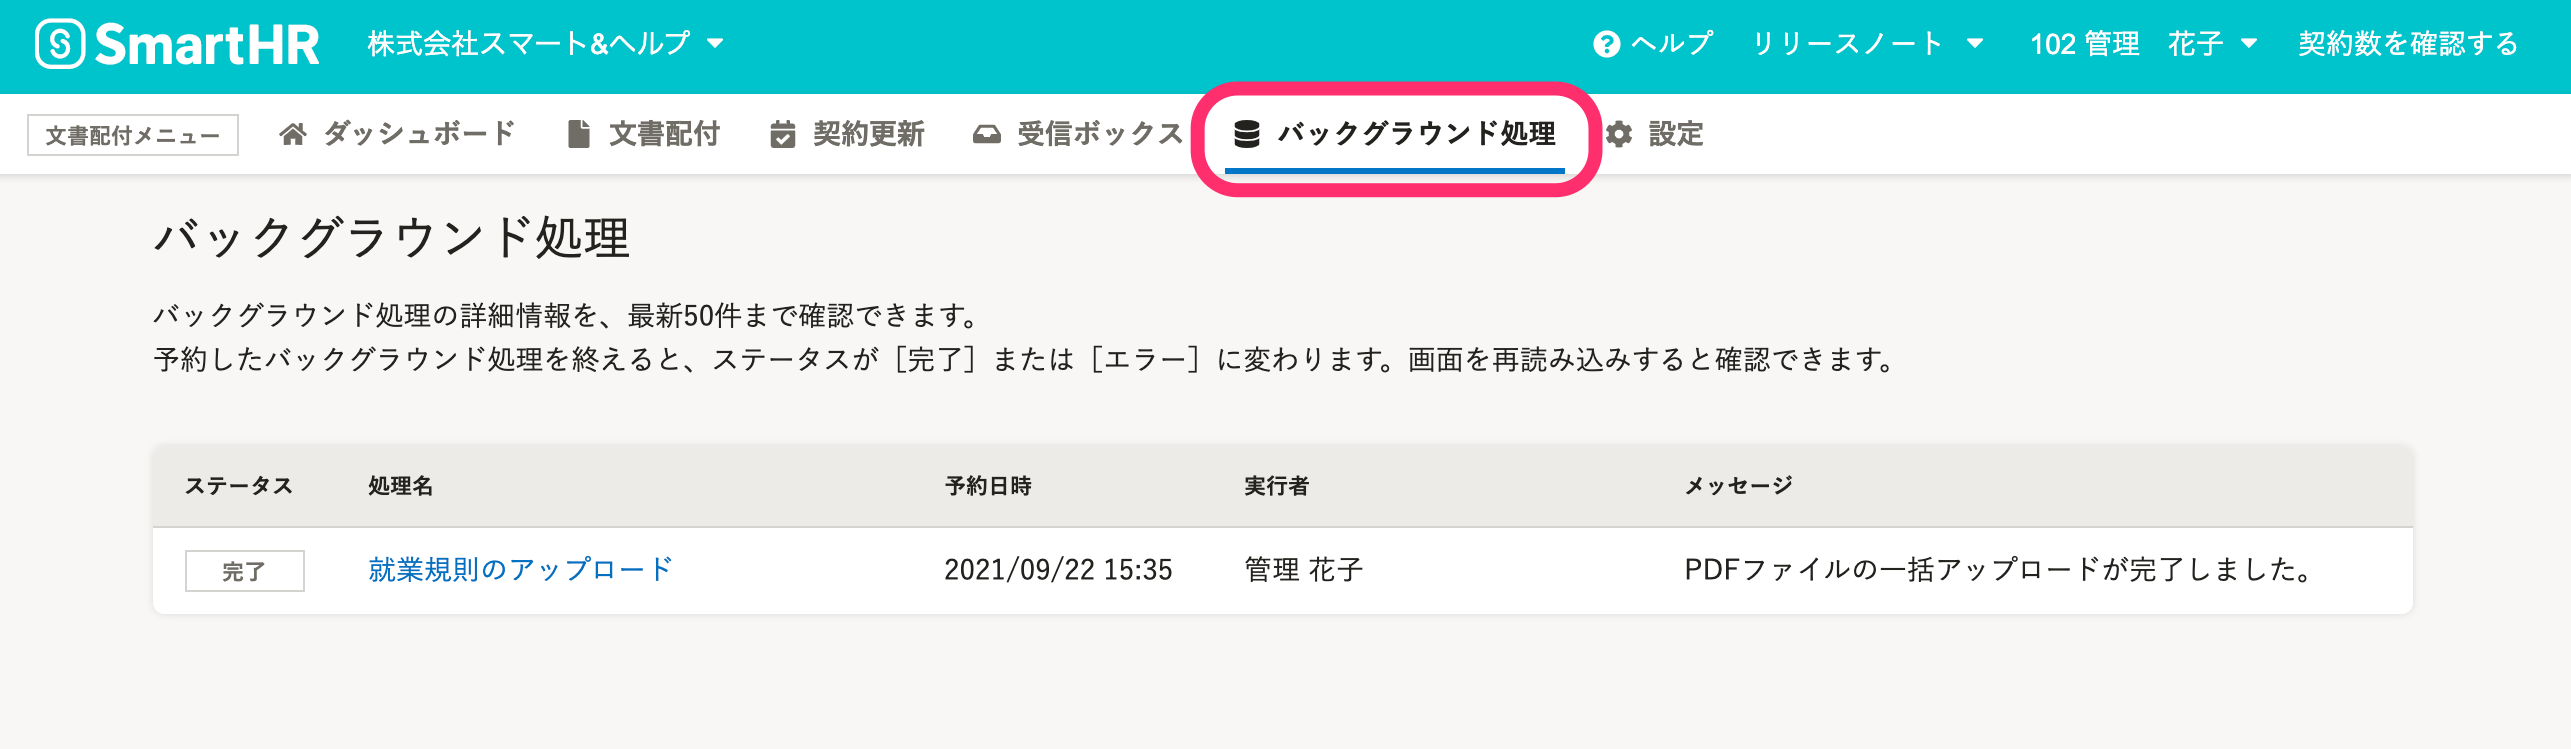 SmartHR 株式会社スマート&ヘルプ ヘルプ リリースノート 102 管理 花子 契約数を確認する
文書配付メニュー ダッシュボード 文書配付 契約更新 受信ボックス バックグラウンド処理 設定
バックグラウンド処理
バックグラウンド処理の詳細情報を、最新50件まで確認できます。
予約したバックグラウンド処理を終えると、ステータスが［完了］または［エラー］に変わります。画面を再読み込みすると確認できます。
ステータス 処理名 予約日時 実行者 メッセージ
完了 就業規則のアップロード 2021/09/22 15:35 管理 花子 PDFファイルの一括アップロードが完了しました。